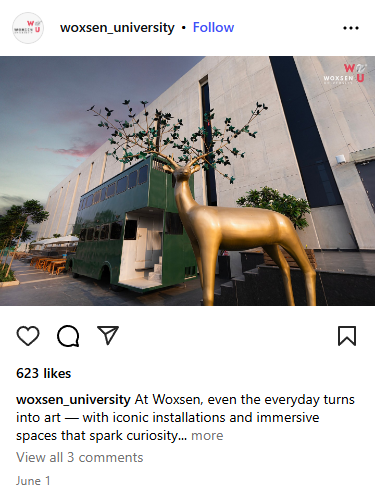 woxsen_university • Follow
W
WOXSEN
U
623 likes
woxsen_university At Woxsen, even the everyday turns
into art — with iconic installations and immersive
spaces that spark curiosity... more
View all 3 comments
June 1